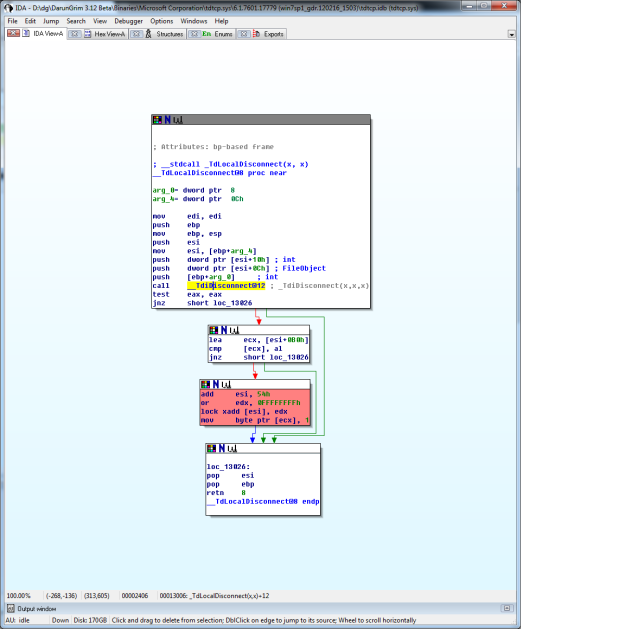 IDA - D:\dg\DarunGrim 3.12 Beta\Binaries\Microsoft Corporation\tdtcp.sys\6.1.7601.17779 (win7sp1_gdr.120216_1503)\tdtcp.idb (tdtcp.sys)
File Edit Jump Search View Debugger Options Windows Help
IDA View-A Hex View-A Structures En Enums Exports
; Attributes: bp-based frame
; __stdcall _TdLocalDisconnect(x, x)
__TdLocalDisconnect@8 proc near
arg_0= dword ptr 8
arg_4= dword ptr 0Ch
mov edi, edi
push ebp
mov ebp, esp
push esi
mov esi, [ebp+arg_4]
push dword ptr [esi+10h] ; int
push dword ptr [esi+0Ch] ; FileObject
push [ebp+arg_0] ; int
call __TdiDisconnect@12 ; _TdiDisconnect(x,x,x)
test eax, eax
jnz short loc_13026
lea ecx, [esi+0B0h]
cmp [ecx], al
jnz short loc_13026
add esi, 54h
or edx, 0FFFFFFFFh
lock xadd [esi], edx
mov byte ptr [ecx], 1
loc_13026:
pop esi
pop ebp
retn 8
__TdLocalDisconnect@8 endp
100.00% (-268,-136) (313,605) 00002406 00013006: _TdLocalDisconnect(x,x)+12
Output window
AU: idle Down Disk: 170GB Click and drag to delete from selection; DblClick on edge to jump to its source; Wheel to scroll horizontally